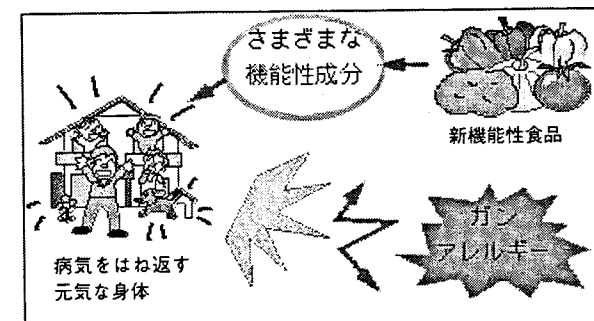 さまざまな
機能性成分
新機能性食品
ガン
アレルギー
病気をはね返す
元気な身体